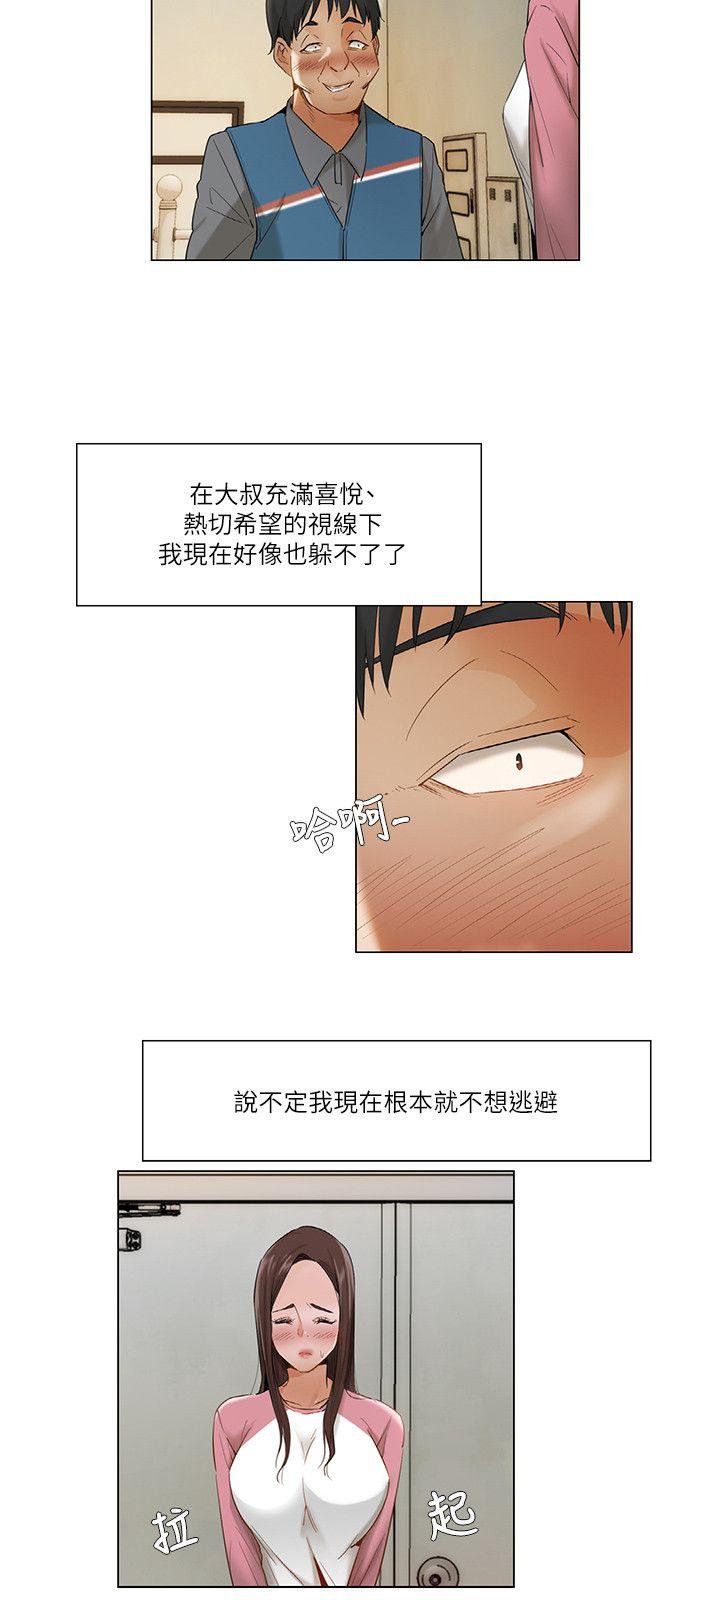 在大叔充滿喜悅、
熱切希望的視線下
我現在好像也躲不了了
哈啊-
說不定我現在根本就不想逃避
拉起